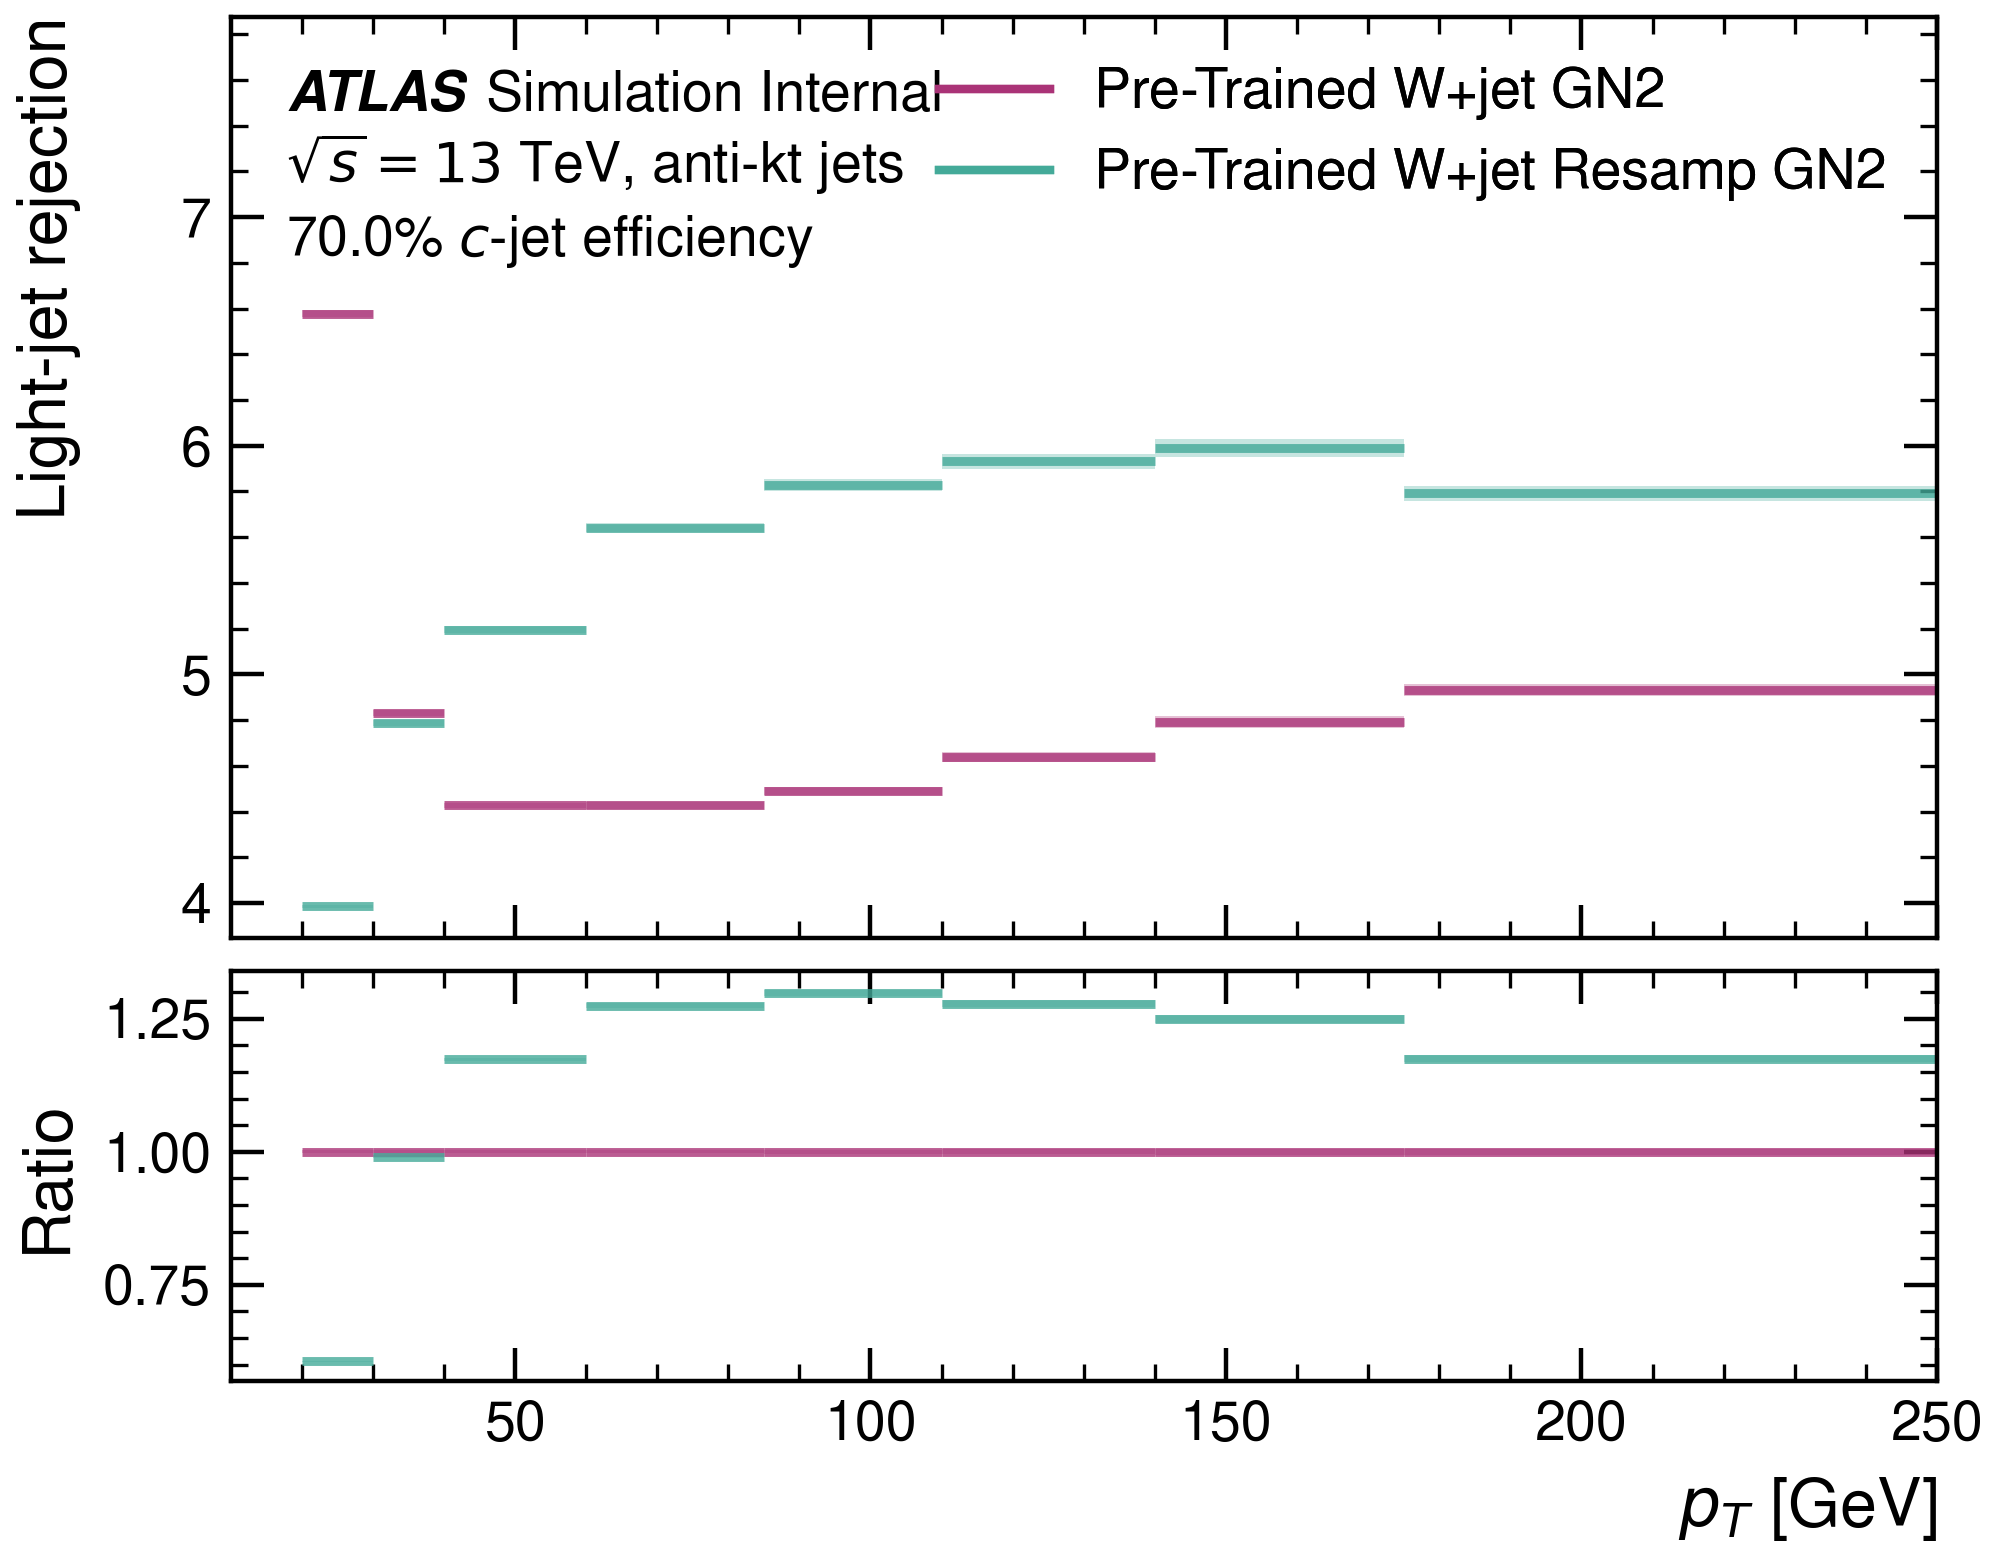 Light-jet rejection
ATLAS Simulation Internal
√s = 13 TeV, anti-kt jets
70.0% c-jet efficiency
Pre-Trained W+jet GN2
Pre-Trained W+jet Resamp GN2
7
6
5
4
Ratio
1.25
1.00
0.75
50 100 150 200 250
pT [GeV]